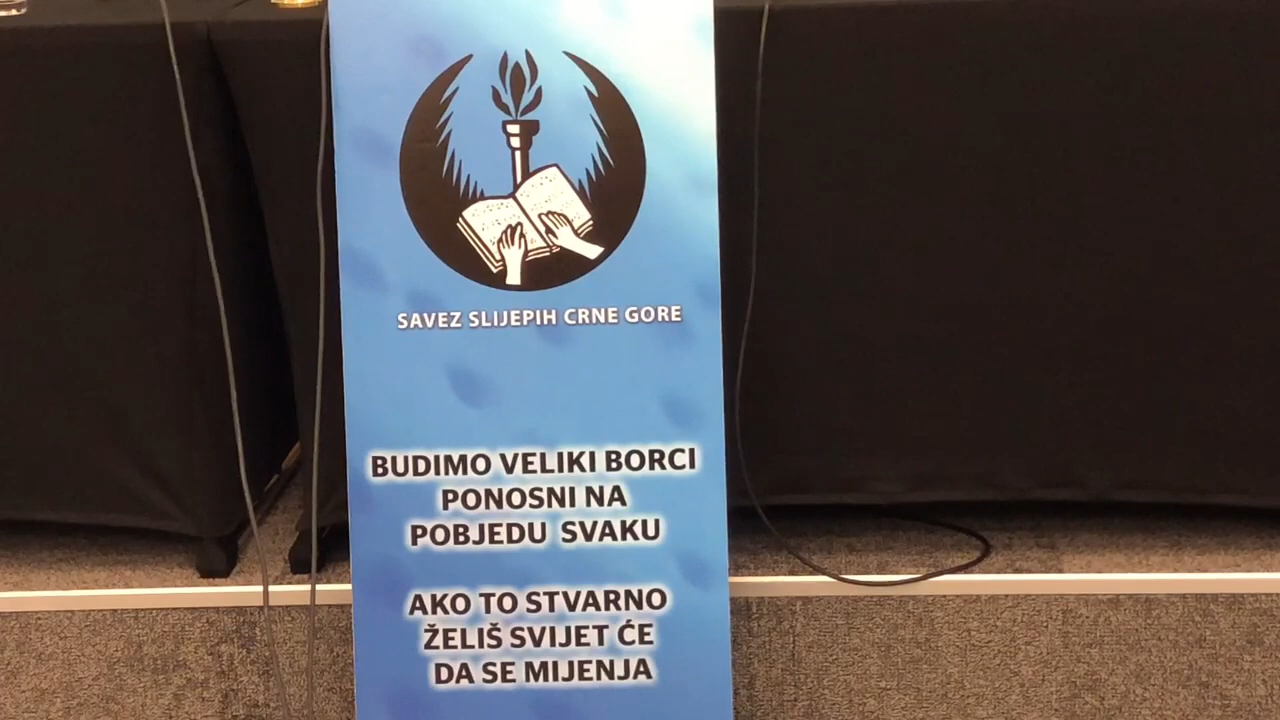 SAVEZ SLIJEPIH CRNE GORE
BUDIMO VELIKI BORCI
PONOSNI NA
POBJEDU SVAKU
AKO TO STVARNO
ŽELIŠ SVIJET ĆE
DA SE MIJENJA